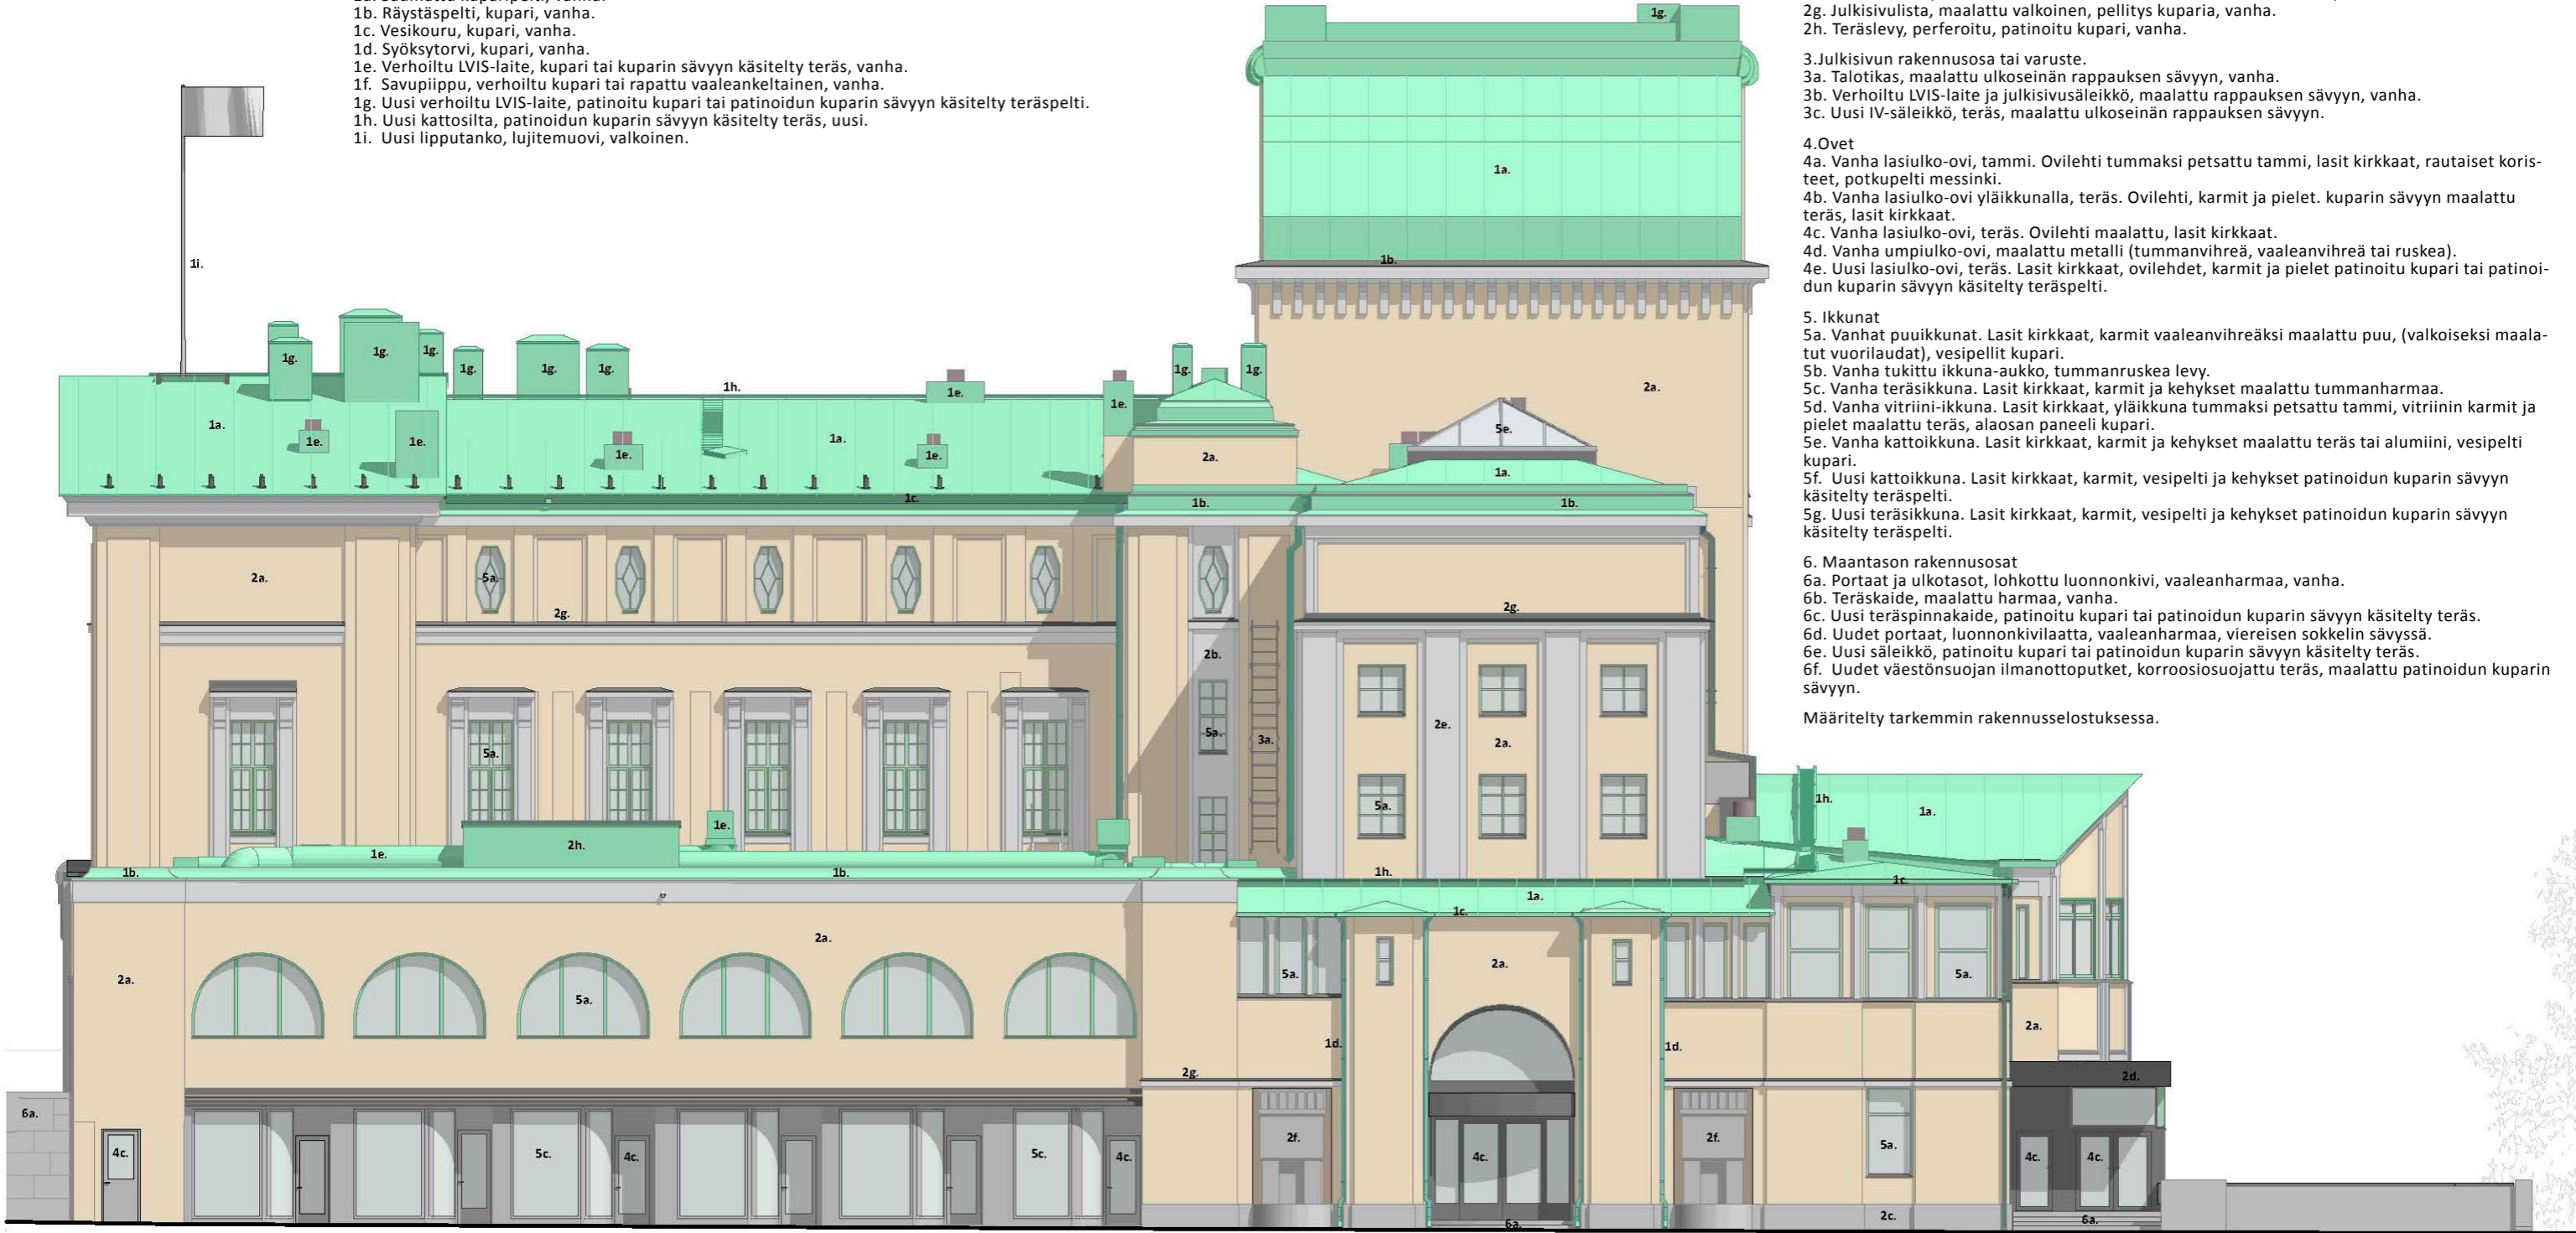 1b. Räystäspelti, kupari, vanha.
1c. Vesikouru, kupari, vanha.
1d. Syöksytorvi, kupari, vanha.
1e. Verhoiltu LVIS-laite, kupari tai kuparin sävyyn käsitelty teräs, vanha.
1f. Savupiippu, verhoiltu kupari tai rapattu vaaleankeltainen, vanha.
1g. Uusi verhoiltu LVIS-laite, patinoitu kupari tai patinoidun kuparin sävyyn käsitelty teräspelti.
1h. Uusi kattosilta, patinoidun kuparin sävyyn käsitelty teräs, uusi.
1i. Uusi lipputanko, lujitemuovi, valkoinen.
2g. Julkisivulista, maalattu valkoinen, pellitys kuparia, vanha.
2h. Teräslevy, perforoitu, patinoitu kupari, vanha.
3.Julkisivun rakennusosa tai varuste.
3a. Talotikas, maalattu ulkoseinän rappauksen sävyyn, vanha.
3b. Verhoiltu LVIS-laite ja julkisivusäleikkö, maalattu rappauksen sävyyn, vanha.
3c. Uusi IV-säleikkö, teräs, maalattu ulkoseinän rappauksen sävyyn.
4.Ovet
4a. Vanha lasiulko-ovi, tammi. Ovilehti tummaksi petsattu tammi, lasit kirkkaat, rautaiset koris-
teet, potkupelti messinki.
4b. Vanha lasiulko-ovi yläikkunalla, teräs. Ovilehti, karmit ja pielet. kuparin sävyyn maalattu
teräs, lasit kirkkaat.
4c. Vanha lasiulko-ovi, teräs. Ovilehti maalattu, lasit kirkkaat.
4d. Vanha umpiulko-ovi, maalattu metalli (tummanvihreä, vaaleanvihreä tai ruskea).
4e. Uusi lasiulko-ovi, teräs. Lasit kirkkaat, ovilehdet, karmit ja pielet patinoitu kupari tai patinoi-
dun kuparin sävyyn käsitelty teräspelti.
5. Ikkunat
5a. Vanhat puuikkunat. Lasit kirkkaat, karmit vaaleanvihreäksi maalattu puu, (valkoiseksi maala-
tut vuorilaudat), vesipellit kupari.
5b. Vanha tukittu ikkuna-aukko, tummanruskea levy.
5c. Vanha teräsikkuna. Lasit kirkkaat, karmit ja kehykset maalattu tummanharmaa.
5d. Vanha vitriini-ikkuna. Lasit kirkkaat, yläikkuna tummaksi petsattu tammi, vitriinin karmit ja
pielet maalattu teräs, alaosan paneeli kupari.
5e. Vanha kattoikkuna. Lasit kirkkaat, karmit ja kehykset maalattu teräs tai alumiini, vesipelti
kupari.
5f. Uusi kattoikkuna. Lasit kirkkaat, karmit, vesipelti ja kehykset patinoidun kuparin sävyyn
käsitelty teräspelti.
5g. Uusi teräsikkuna. Lasit kirkkaat, karmit, vesipelti ja kehykset patinoidun kuparin sävyyn
käsitelty teräspelti.
6. Maantason rakennusosat
6a. Portaat ja ulkotasot, lohkottu luonnonkivi, vaaleanharmaa, vanha.
6b. Teräskaide, maalattu harmaa, vanha.
6c. Uusi teräspinnakaide, patinoitu kupari tai patinoidun kuparin sävyyn käsitelty teräs.
6d. Uudet portaat, luonnonkivilaatta, vaaleanharmaa, viereisen sokkelin sävyssä.
6e. Uusi säleikkö, patinoitu kupari tai patinoidun kuparin sävyyn käsitelty teräs.
6f. Uudet väestönsuojan ilmanottoputket, korroosiosuojattu teräs, maalattu patinoidun kuparin
sävyyn.
Määritelty tarkemmin rakennusselostuksessa.
1g.
1a.
1i.
1b.
1g. 1g. 1g. 1g. 1g. 1g. 1g. 1g.
1h. 1e. 1e. 2a.
1a. 1e. 1e. 1e. 1a. 1e. 2a. 5e.
1a.
1c. 1b. 1b.
2a. 5a. 2g. 2g.
2b.
5a. 5a. 3a. 2e. 2a.
5a. 1h. 1a.
1e. 2h. 1e.
1b. 1b. 1h. 1c.
1a.
1c.
2a. 2a. 2a.
5a. 5a. 5a.
1d. 1d. 2a.
2g. 2d.
6a.
4c. 5c. 4c. 5c. 4c. 2f. 4c. 2f. 5a. 4c. 4c.
6a. 2c. 6a.